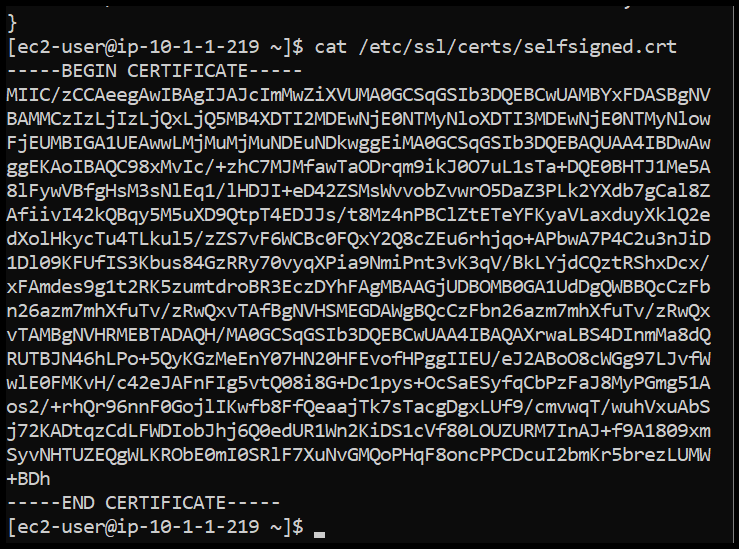 }
[ec2-user@ip-10-1-1-219 ~]$ cat /etc/ssl/certs/selfsigned.crt
-----BEGIN CERTIFICATE-----
MIIC/zCCAeegAwIBAgIJAJcImMwZiXVUMA0GCSqGSIb3DQEBCwUAMBYxFDASBgNV
BAMMCzIzLjIzLjQxLjQ5MB4XDTI2MDEwNjE0NTMyNloXDTI3MDEwNjE0NTMyNlow
FjEUMBIGA1UEAwwLMjMuMjMuNDEuNDkwggEiMA0GCSqGSIb3DQEBAQUAA4IBDwAw
ggEKAoIBAQC98xMvIc/+zhC7MJMfawTaODrqm9ikJ0O7uL1sTa+DQE0BHTJ1Me5A
8lFywVBfgHsM3sNlEq1/lHDJI+eD42ZSMsWvvobZvwrO5DaZ3PLk2YXdb7gCal8Z
AfiivI42kQBqy5M5uXD9QtpT4EDJJs/t8Mz4nPBClZtETeYFKyaVLaxduyXklQ2e
dXolHkycTu4TLkul5/zZS7vF6WCBc0FQxY2Q8cZEu6rhjqo+APbwA7P4C2u3nJiD
1Dl09KFUfIS3Kbus84GzRRy70vyqXPia9NmiPnt3vK3qV/BkLYjdCQztRShxDcx/
xFAmdes9g1t2RK5zumtdroBR3EczDYhFAgMBAAGjUDBOMB0GA1UdDgQWBBQcCzFb
n26azm7mhXfuTv/zRwQxvTAfBgNVHSMEGDAWgBQcCzFbn26azm7mhXfuTv/zRwQx
vTAMBgNVHRMEBTADAQH/MA0GCSqGSIb3DQEBCwUAA4IBAQAXrwaLBS4DInmMa8dQ
RUTBJN46hLPo+5QyKGzMeEnY07HN20HFEvofHPggIIEU/eJ2ABoO8cWGg97LJvfW
wlE0FMKvH/c42eJAFnFIg5vtQ08i8G+Dc1pys+OcSaESyfqCbPzFaJ8MyPGmg51A
os2/+rhQr96nnF0GojlIKwfb8FfQeaajTk7sTacgDgxLUf9/cmvwqT/wuhVxuAbS
j72KADtqzCdLFWDIobJhj6Q0edUR1Wn2KiDS1cVf80LOUZURM7InAJ+f9A1809xm
SyvNHTUZEQgWLKRObE0mI0SRlF7XuNvGMQoPHqF8oncPPCDcuI2bmKr5brezLUMW
+BDh
-----END CERTIFICATE-----
[ec2-user@ip-10-1-1-219 ~]$